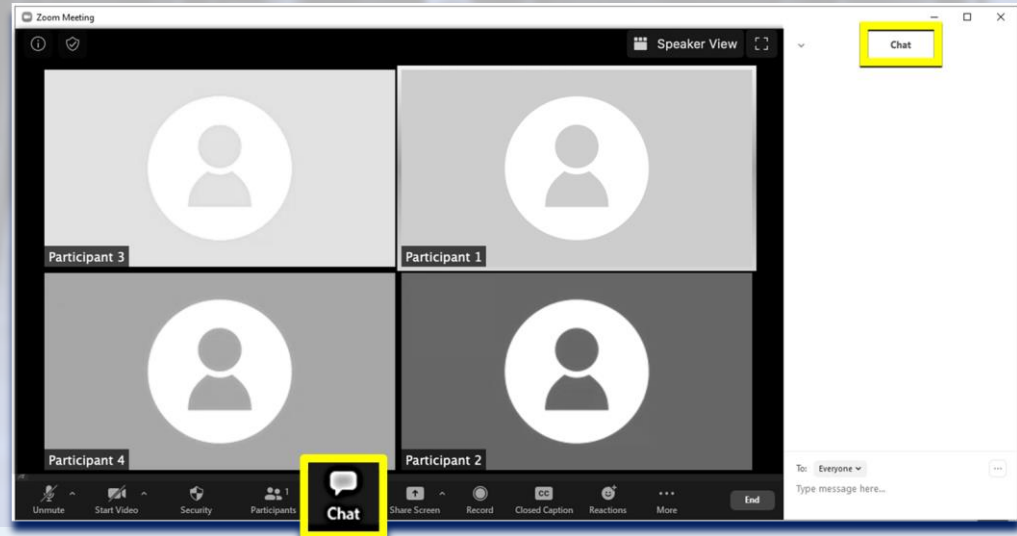 Zoom Meeting
Speaker View
Chat
Participant 3
Participant 1
Participant 4
Participant 2
To: Everyone
Type message here...
Unmute
Start Video
Security
Participants
1
Chat
Share Screen
Record
CC
Closed Caption
Reactions
More
End